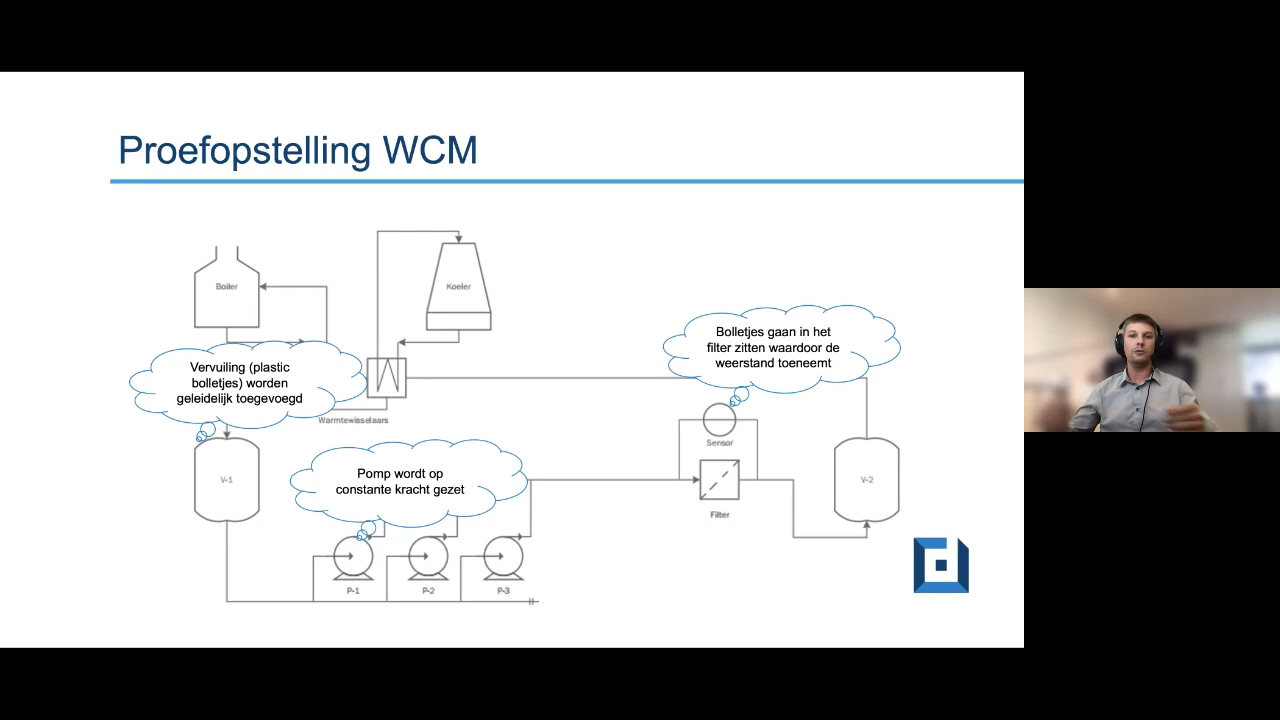 Proefopstelling WCM
Boiler
Koeler
Bolletjes gaan in het
filter zitten waardoor de
weerstand toeneemt
Vervuiling (plastic
bolletjes) worden
geleidelijk toegevoegd
Warmtewisselaars
Sensor
V-1
Pomp wordt op
constante kracht gezet
V-2
Filter
P-1
P-2
P-3